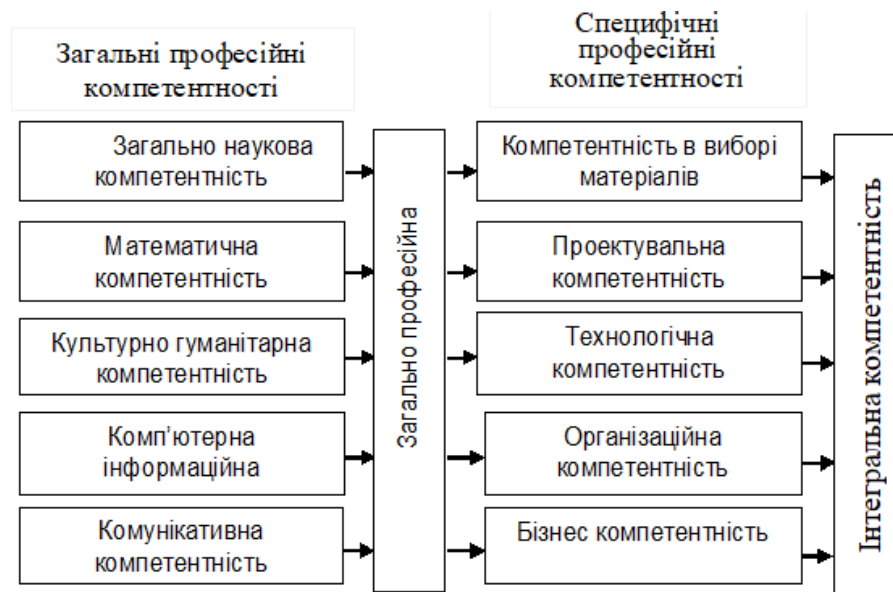 Загальні професійні
компетентності
Специфічні
професійні
компетентності
Загально наукова
компетентність
Математична
компетентність
Культурно гуманітарна
компетентність
Комп'ютерна
інформаційна
Комунікативна
компетентність
Загально професійна
Компетентність в виборі
матеріалів
Проектувальна
компетентність
Технологічна
компетентність
Організаційна
компетентність
Бізнес компетентність
Інтегральна компетентність